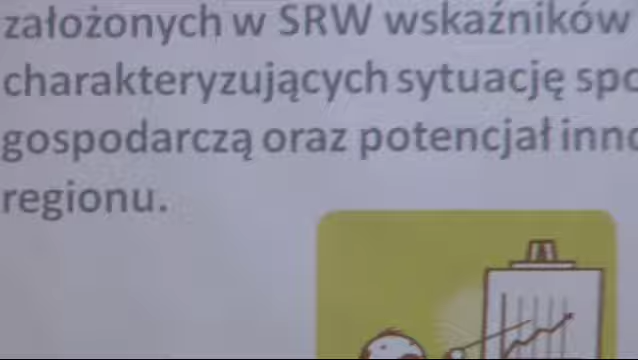 założonych w SRW wskaźników
charakteryzujących sytuację
gospodarczą oraz potencjał
regionu.